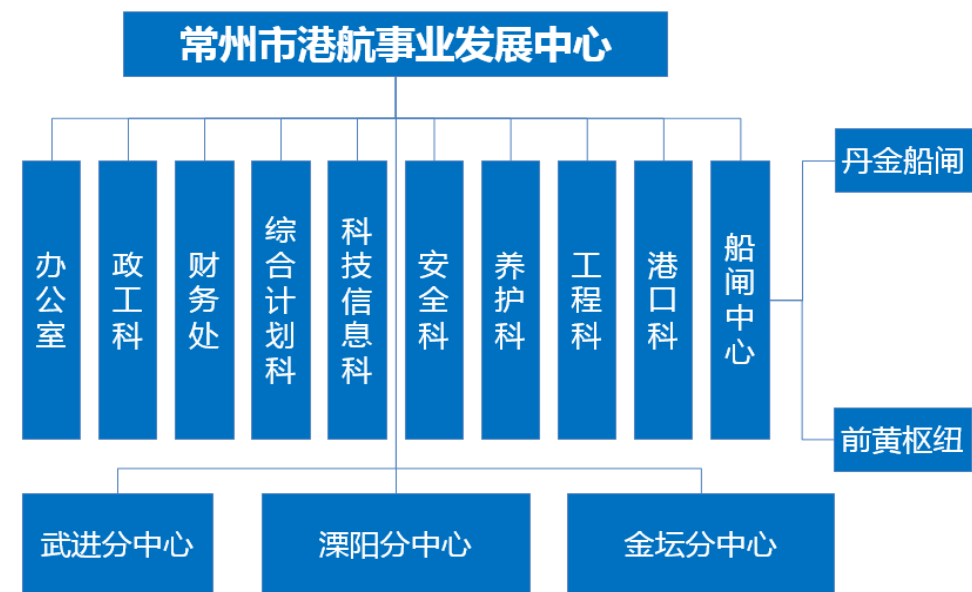 常州市港航事业发展中心
办公室
政工科
财务处
综合计划科
科技信息科
安全科
养护科
工程科
港口科
船闸中心
丹金船闸
前黄枢纽
武进分中心
溧阳分中心
金坛分中心